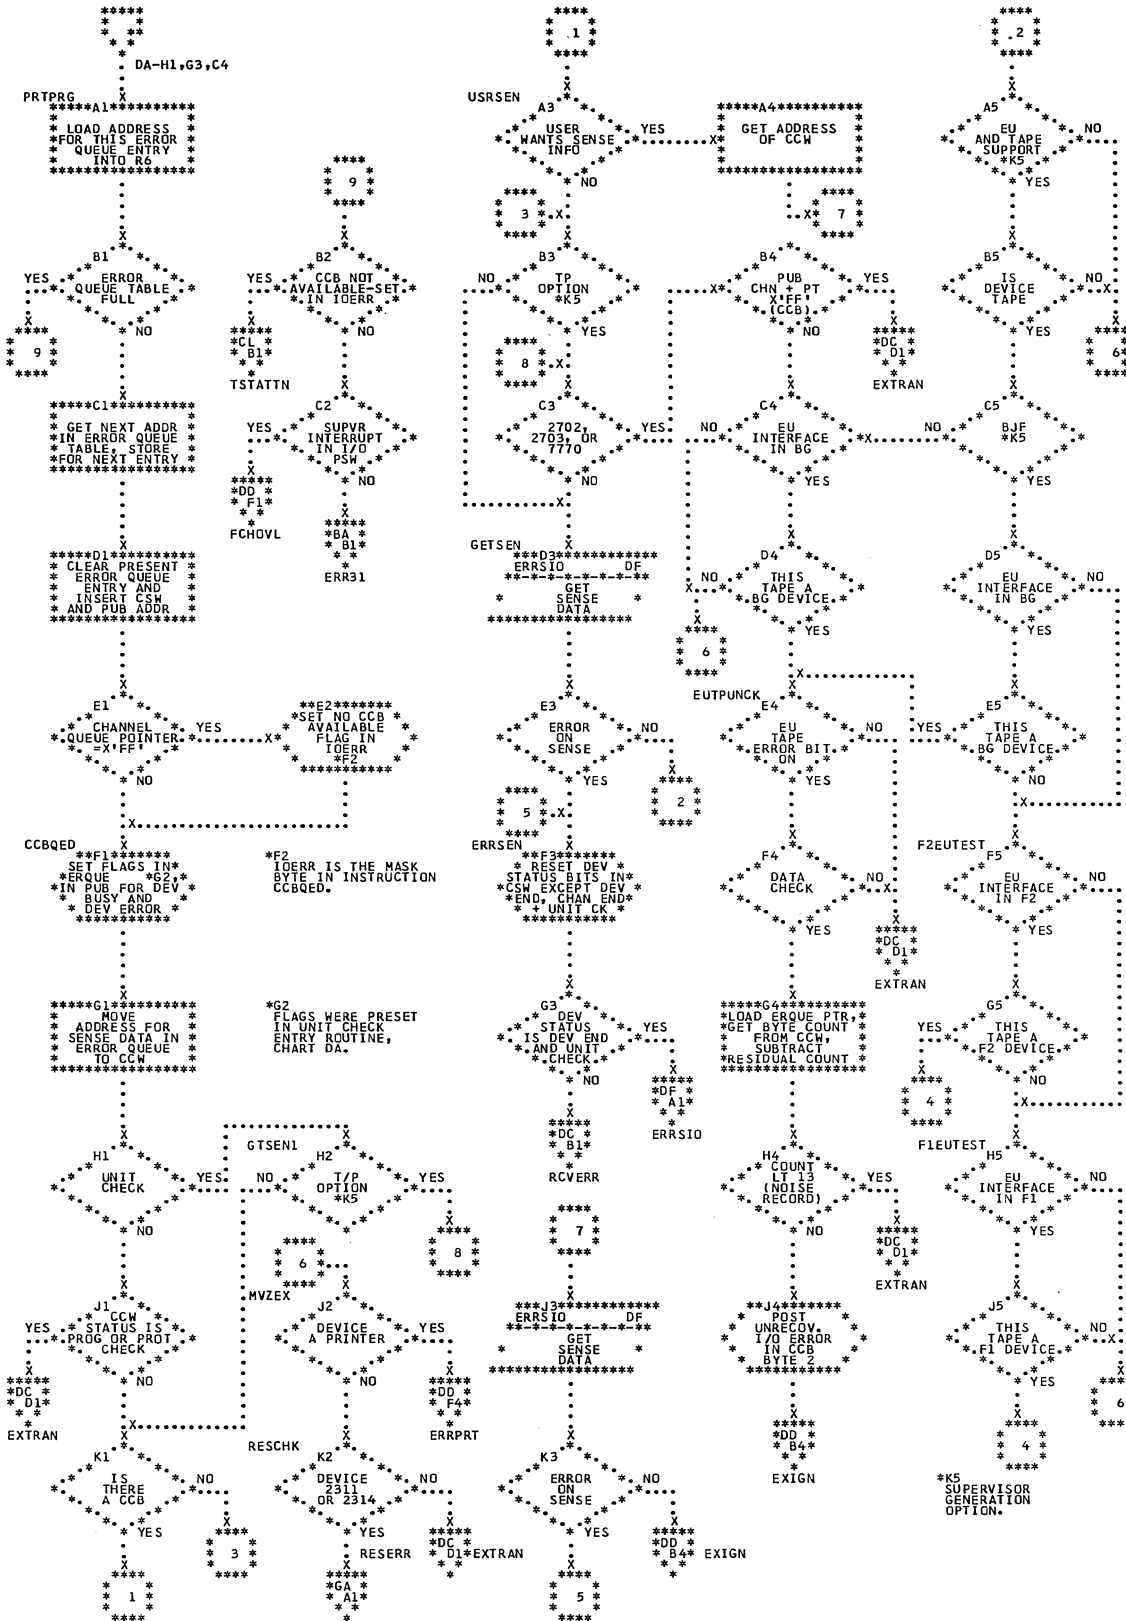 DA-H1,G3,C4
PRTPRG
A1
LOAD ADDRESS
FOR THIS ERROR
QUEUE ENTRY
INTO R6
B1
ERROR
QUEUE TABLE
FULL
YES
NO
9
C1
GET NEXT ADDR
IN ERROR QUEUE
TABLE, STORE
FOR NEXT ENTRY
D1
CLEAR PRESENT
ERROR QUEUE
ENTRY AND
INSERT CSW
AND PUB ADDR
E1
CHANNEL
QUEUE POINTER
=X'FF'
YES
NO
CCBQED
F1
SET FLAGS IN
ERQUE *G2,
IN PUB FOR DEV
BUSY AND
DEV ERROR
G1
MOVE
ADDRESS FOR
SENSE DATA IN
ERROR QUEUE
TO CCW
H1
UNIT
CHECK
YES
NO
J1
CCW
STATUS IS
PROG OR PROT
CHECK
YES
NO
DC
D1
EXTRAN
K1
IS
THERE
A CCB
NO
YES
3
1
9
B2
CCB NOT
AVAILABLE-SET
IN IOERR
YES
NO
CL
B1
TSTATTN
C2
SUPVR
INTERRUPT
IN I/O
PSW
YES
NO
DD
F1
FCHOVL
BA
B1
ERR31
E2
SET NO CCB
AVAILABLE
FLAG IN
IOERR
*F2
*F2
IOERR IS THE MASK
BYTE IN INSTRUCTION
CCBQED.
*G2
FLAGS WERE PRESET
IN UNIT CHECK
ENTRY ROUTINE,
CHART DA.
GTSEN1
H2
T/P
OPTION
*K5
NO
YES
8
6
MVZEX
J2
DEVICE
A PRINTER
YES
NO
DD
F4
ERRPRT
RESCHK
K2
DEVICE
2311
OR 2314
NO
YES
DC
D1
EXTRAN
RESERR
GA
A1
1
USRSEN
A3
USER
WANTS SENSE
INFO
YES
NO
3
B3
TP
OPTION
*K5
NO
YES
8
C3
2702,
2703, OR
7770
YES
NO
GETSEN
D3
ERRSIO DF
GET
SENSE
DATA
E3
ERROR
ON
SENSE
NO
YES
2
5
ERRSEN
F3
RESET DEV
STATUS BITS IN
CSW EXCEPT DEV
END, CHAN END
+ UNIT CK
G3
DEV
STATUS
IS DEV END
AND UNIT
CHECK
YES
NO
DF
A1
ERRSIO
DC
B1
RCVERR
7
J3
ERRSIO DF
GET
SENSE
DATA
K3
ERROR
ON
SENSE
NO
YES
DD
B4
EXIGN
5
A4
GET ADDRESS
OF CCW
7
B4
PUB
CHN + PT
X'FF'
(CCB)
YES
NO
DC
D1
EXTRAN
C4
EU
INTERFACE
IN BG
NO
YES
D4
THIS
TAPE A
BG DEVICE
NO
YES
6
EUTPUNCK
E4
EU
TAPE
ERROR BIT
ON
NO
YES
F4
DATA
CHECK
NO
YES
DC
D1
EXTRAN
G4
LOAD ERQUE PTR,
GET BYTE COUNT
FROM CCW,
SUBTRACT
RESIDUAL COUNT
H4
COUNT
LT 13
(NOISE
RECORD)
YES
NO
DC
D1
EXTRAN
J4
POST
UNRECOV.
I/O ERROR
IN CCB
BYTE 2
DD
B4
EXIGN
2
A5
EU
AND TAPE
SUPPORT
*K5
NO
YES
B5
IS
DEVICE
TAPE
NO
YES
6
C5
BJF
*K5
NO
YES
D5
EU
INTERFACE
IN BG
NO
YES
E5
THIS
TAPE A
BG DEVICE
YES
NO
F2EUTEST
F5
EU
INTERFACE
IN F2
NO
YES
G5
THIS
TAPE A
F2 DEVICE
YES
NO
4
F1EUTEST
H5
EU
INTERFACE
IN F1
NO
YES
J5
THIS
TAPE A
F1 DEVICE
NO
YES
6
4
*K5
SUPERVISOR
GENERATION
OPTION.